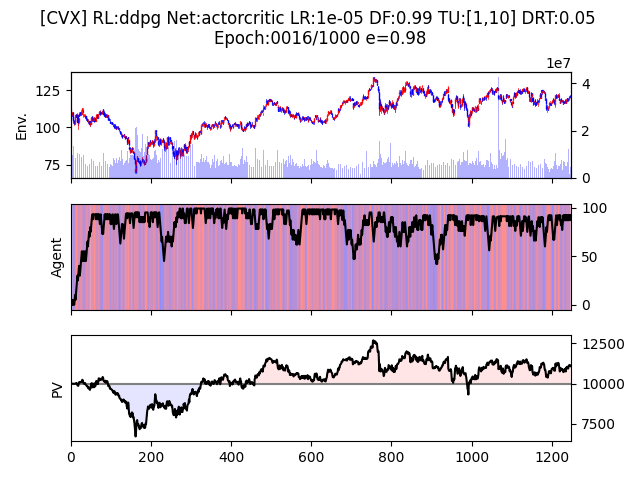 [CVX] RL:ddpg Net:actorcritic LR:1e-05 DF:0.99 TU:[1,10] DRT:0.05
Epoch:0016/1000 e=0.98
1e7
125
100
75
Env.
4
2
0
Agent
100
50
0
PV
12500
10000
7500
0 200 400 600 800 1000 1200